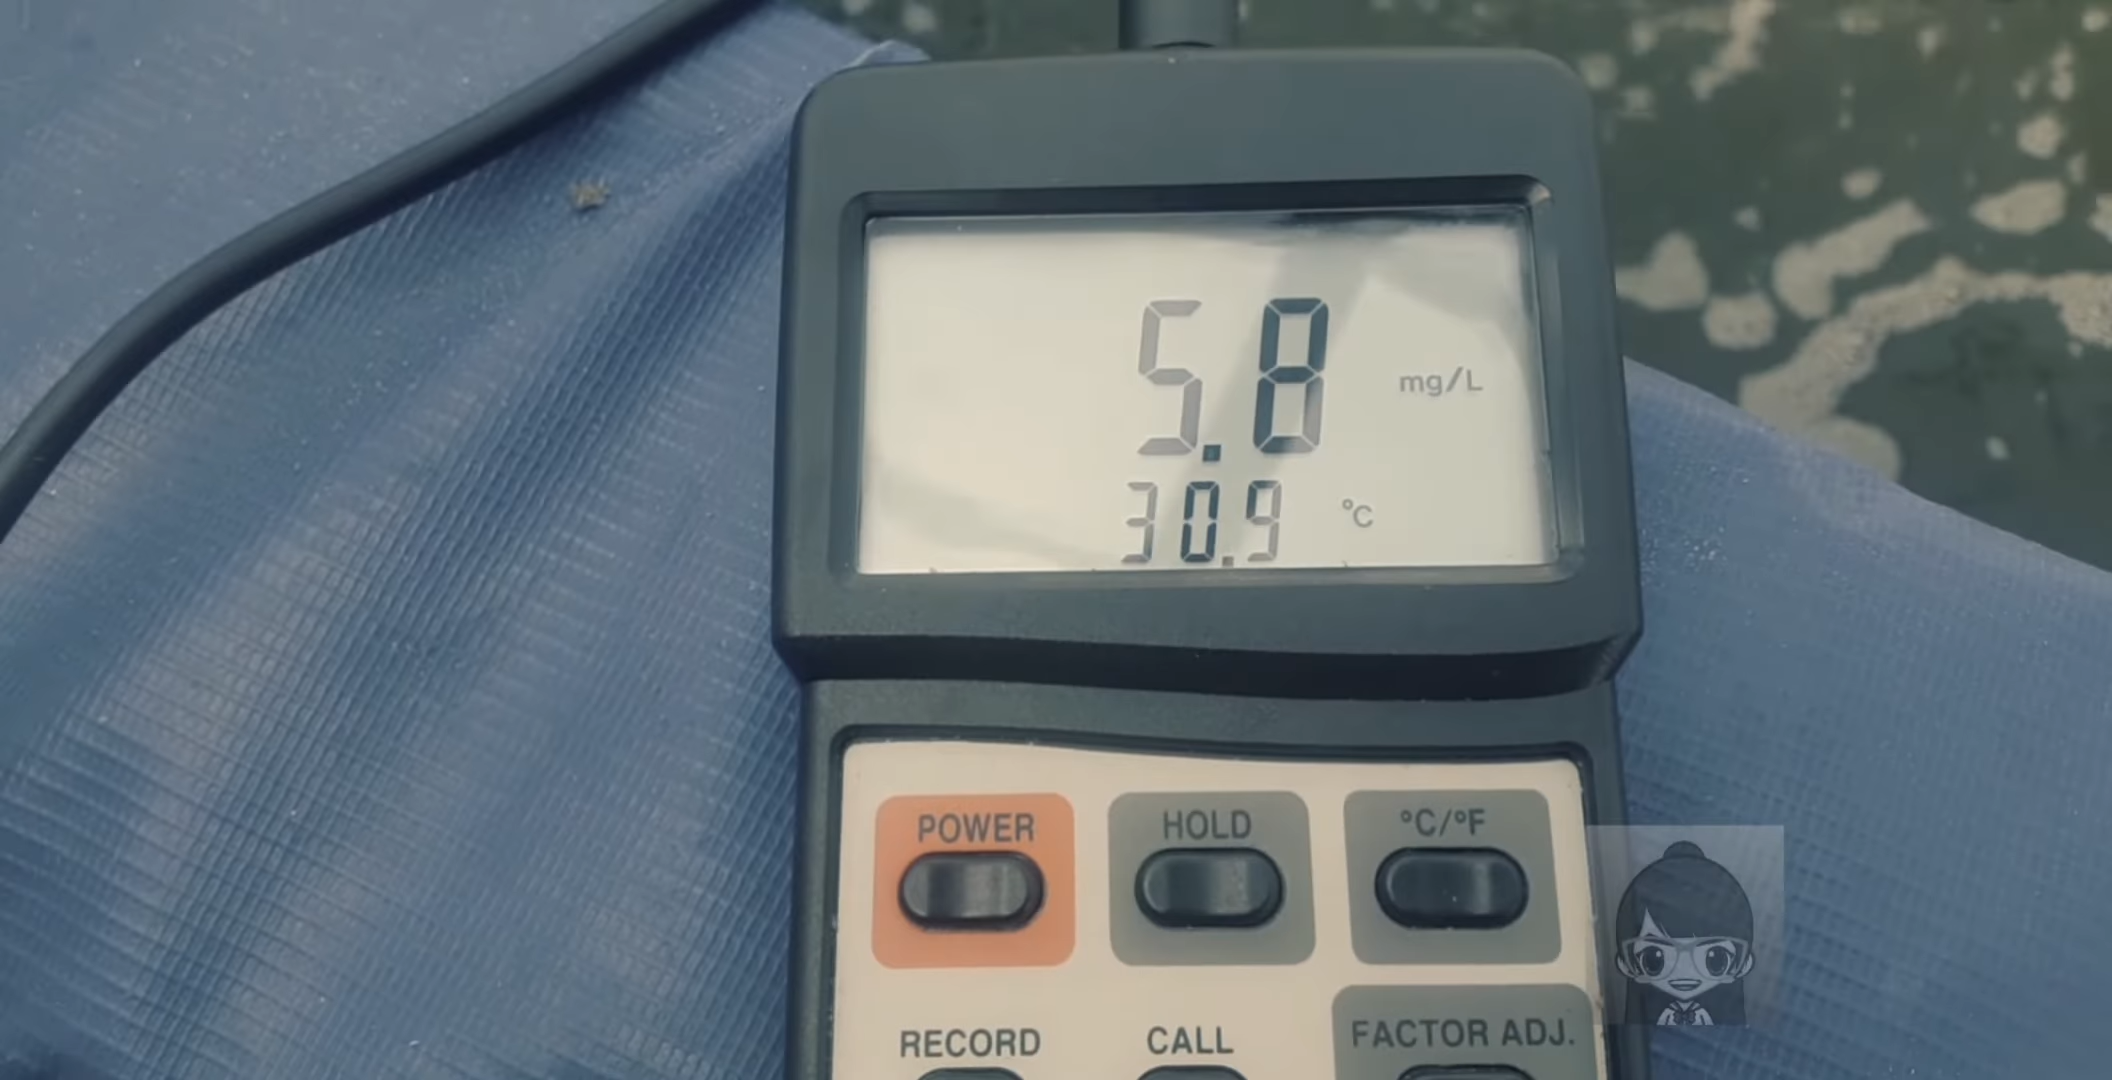 5.8 mg/L
30.9 °C
POWER HOLD °C/°F
RECORD CALL FACTOR ADJ.